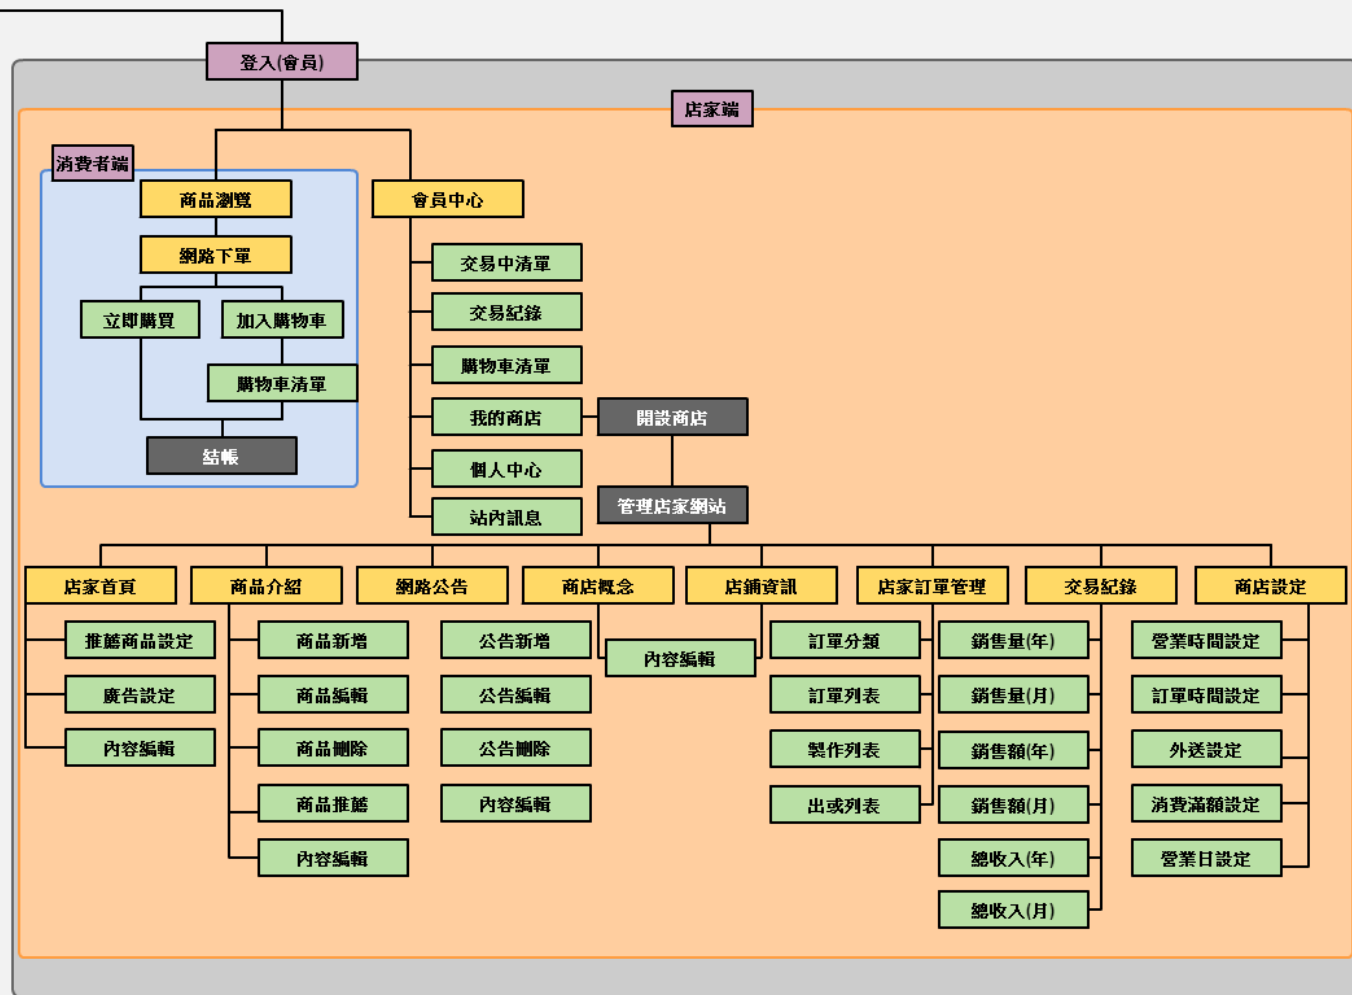 登入(會員)
店家端
消費者端
商品瀏覽
會員中心
網路下單
交易中清單
立即購買
加入購物車
交易紀錄
購物車清單
購物車清單
我的商店
開設商店
結帳
個人中心
管理店家網站
站內訊息
店家首頁
商品介紹
網路公告
商店概念
店鋪資訊
店家訂單管理
交易紀錄
商店設定
推薦商品設定
商品新增
公告新增
內容編輯
訂單分類
銷售量(年)
營業時間設定
廣告設定
商品編輯
公告編輯
訂單列表
銷售量(月)
訂單時間設定
內容編輯
商品刪除
公告刪除
製作列表
銷售額(年)
外送設定
商品推薦
內容編輯
出或列表
銷售額(月)
消費滿額設定
內容編輯
總收入(年)
營業日設定
總收入(月)